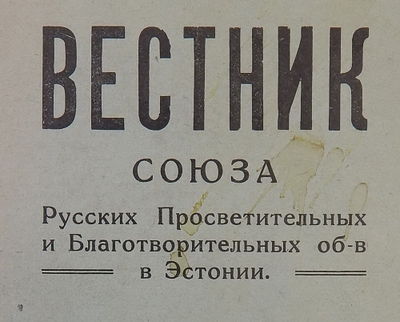 ВЕСТНИК
СОЮЗА
Русских Просветительных
и Благотворительных об-в
в Эстонии.